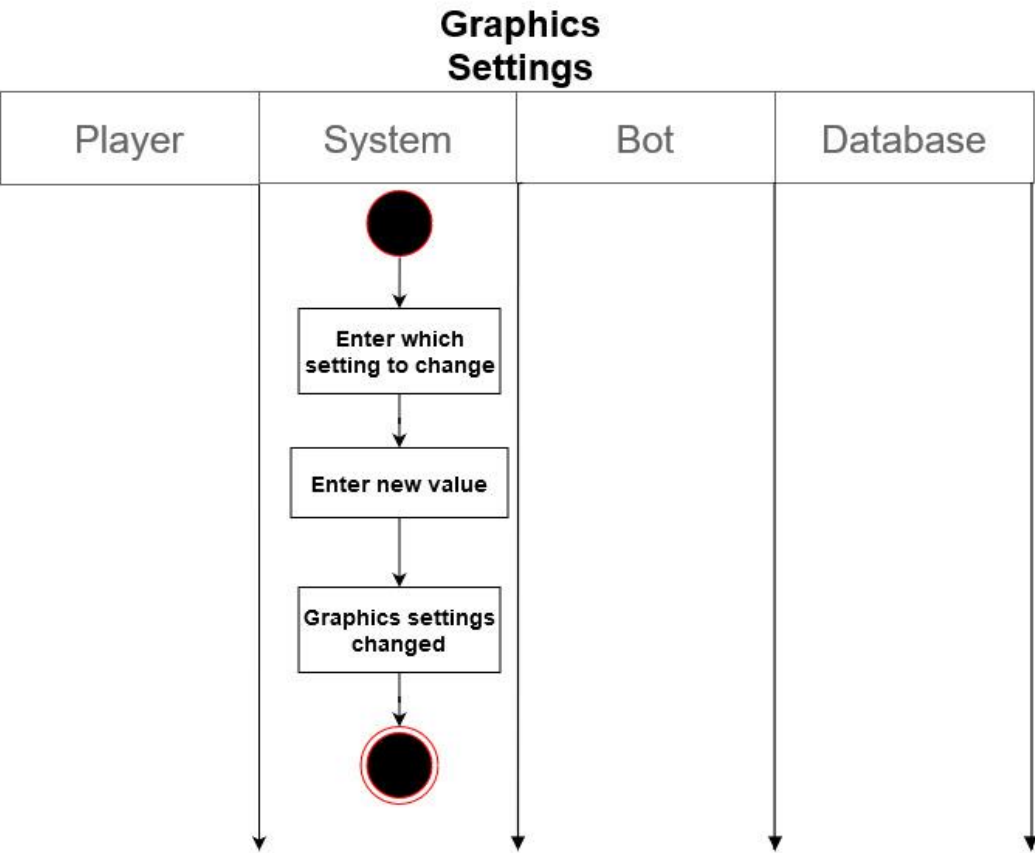 Graphics
Settings
Player
System
Bot
Database
Enter which
setting to change
Enter new value
Graphics settings
changed